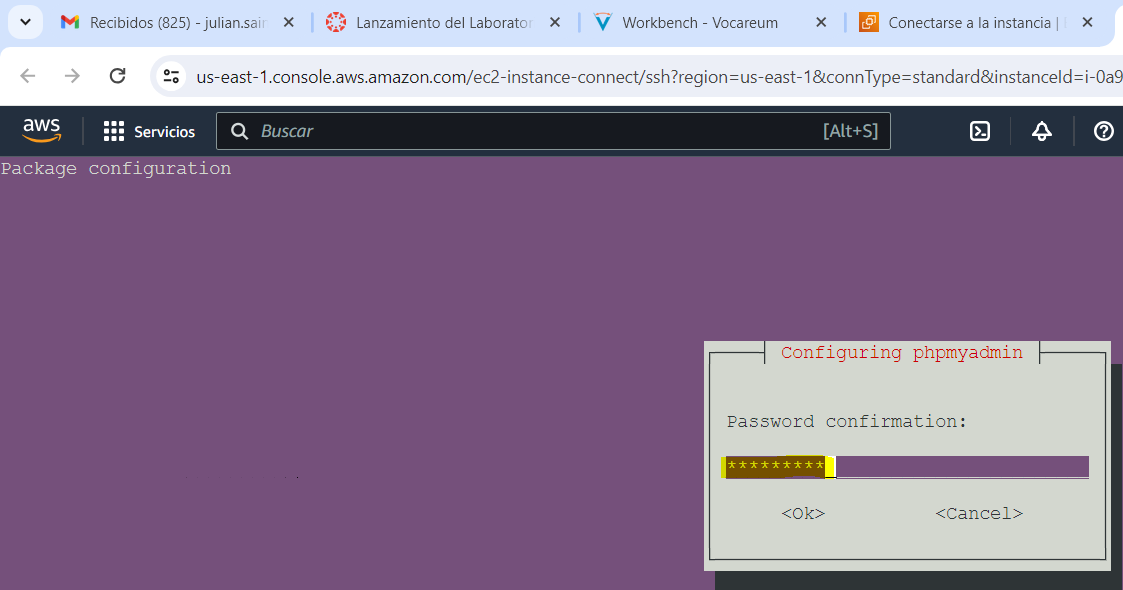 Recibidos (825) - julian.sain
Lanzamiento del Laborator
Workbench - Vocareum
Conectarse a la instancia |
us-east-1.console.aws.amazon.com/ec2-instance-connect/ssh?region=us-east-1&connType=standard&instanceId=i-0a9
aws
Servicios
Buscar
[Alt+S]
Package configuration
Configuring phpmyadmin
Password confirmation:
*********
<Ok>
<Cancel>